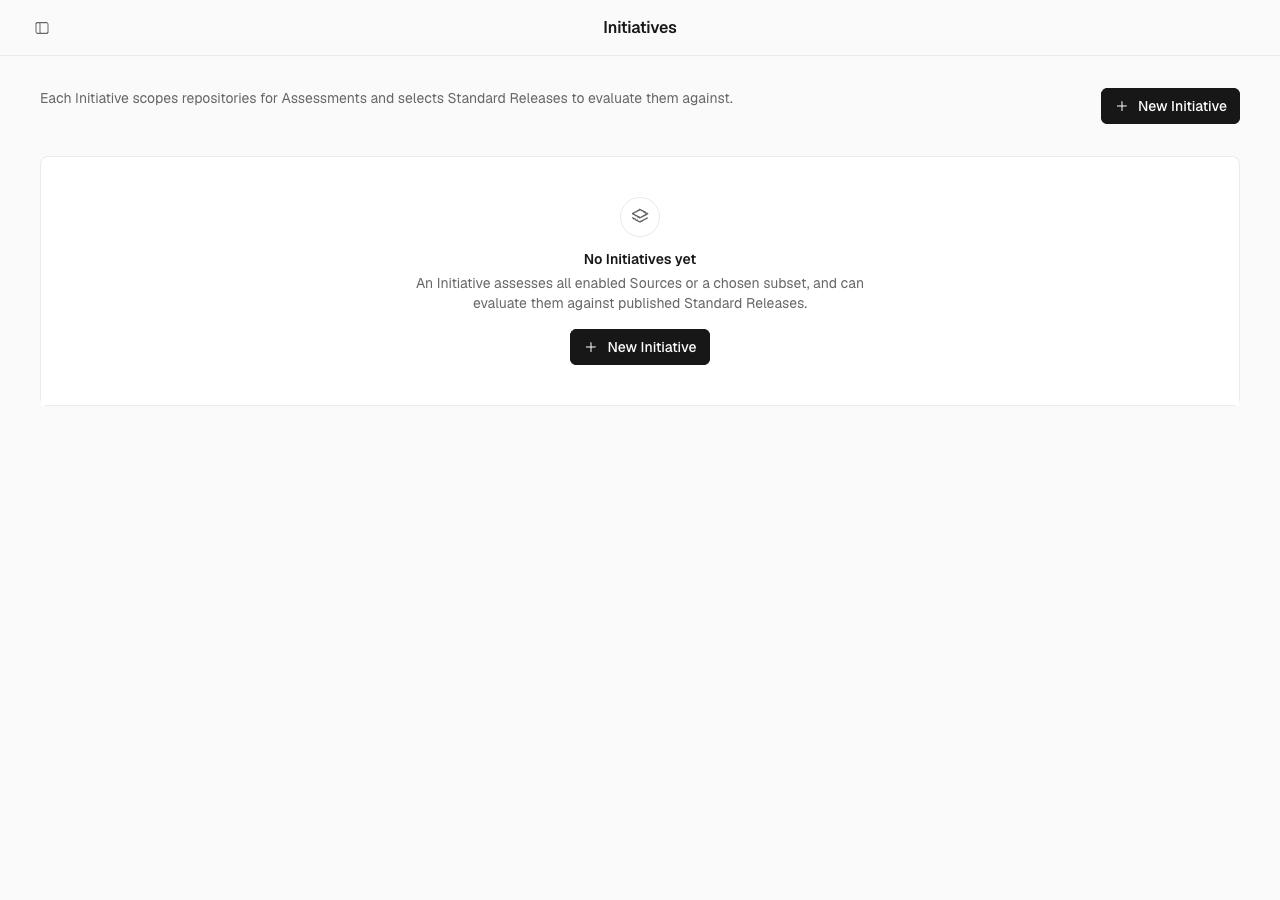 Initiatives
Each Initiative scopes repositories for Assessments and selects Standard Releases to evaluate them against.
New Initiative
No Initiatives yet
An Initiative assesses all enabled Sources or a chosen subset, and can
evaluate them against published Standard Releases.
New Initiative